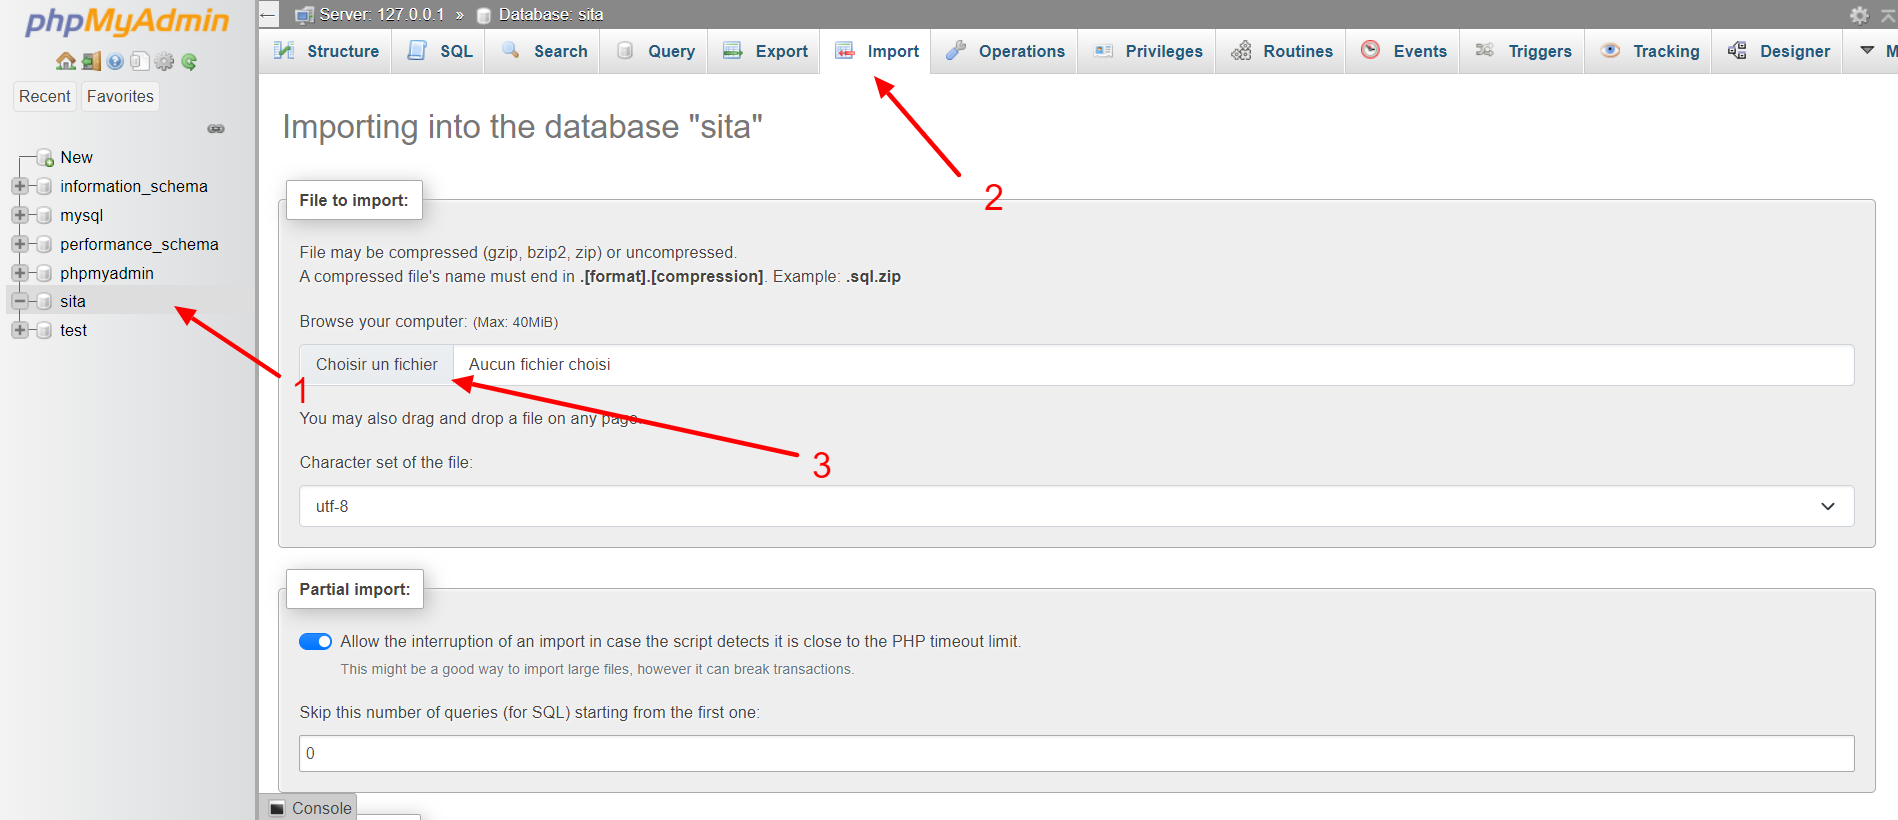 phpMyAdmin
Recent Favorites
New
information_schema
mysql
performance_schema
phpmyadmin
sita
test
Server: 127.0.0.1 » Database: sita
Structure SQL Search Query Export Import Operations Privileges Routines Events Triggers Tracking Designer M
Importing into the database "sita"
2
File to import:
File may be compressed (gzip, bzip2, zip) or uncompressed.
A compressed file's name must end in .[format].[compression]. Example: .sql.zip
Browse your computer: (Max: 40MiB)
Choisir un fichier Aucun fichier choisi
1
You may also drag and drop a file on any page.
3
Character set of the file:
utf-8
Partial import:
Allow the interruption of an import in case the script detects it is close to the PHP timeout limit.
This might be a good way to import large files, however it can break transactions.
Skip this number of queries (for SQL) starting from the first one:
0
Console